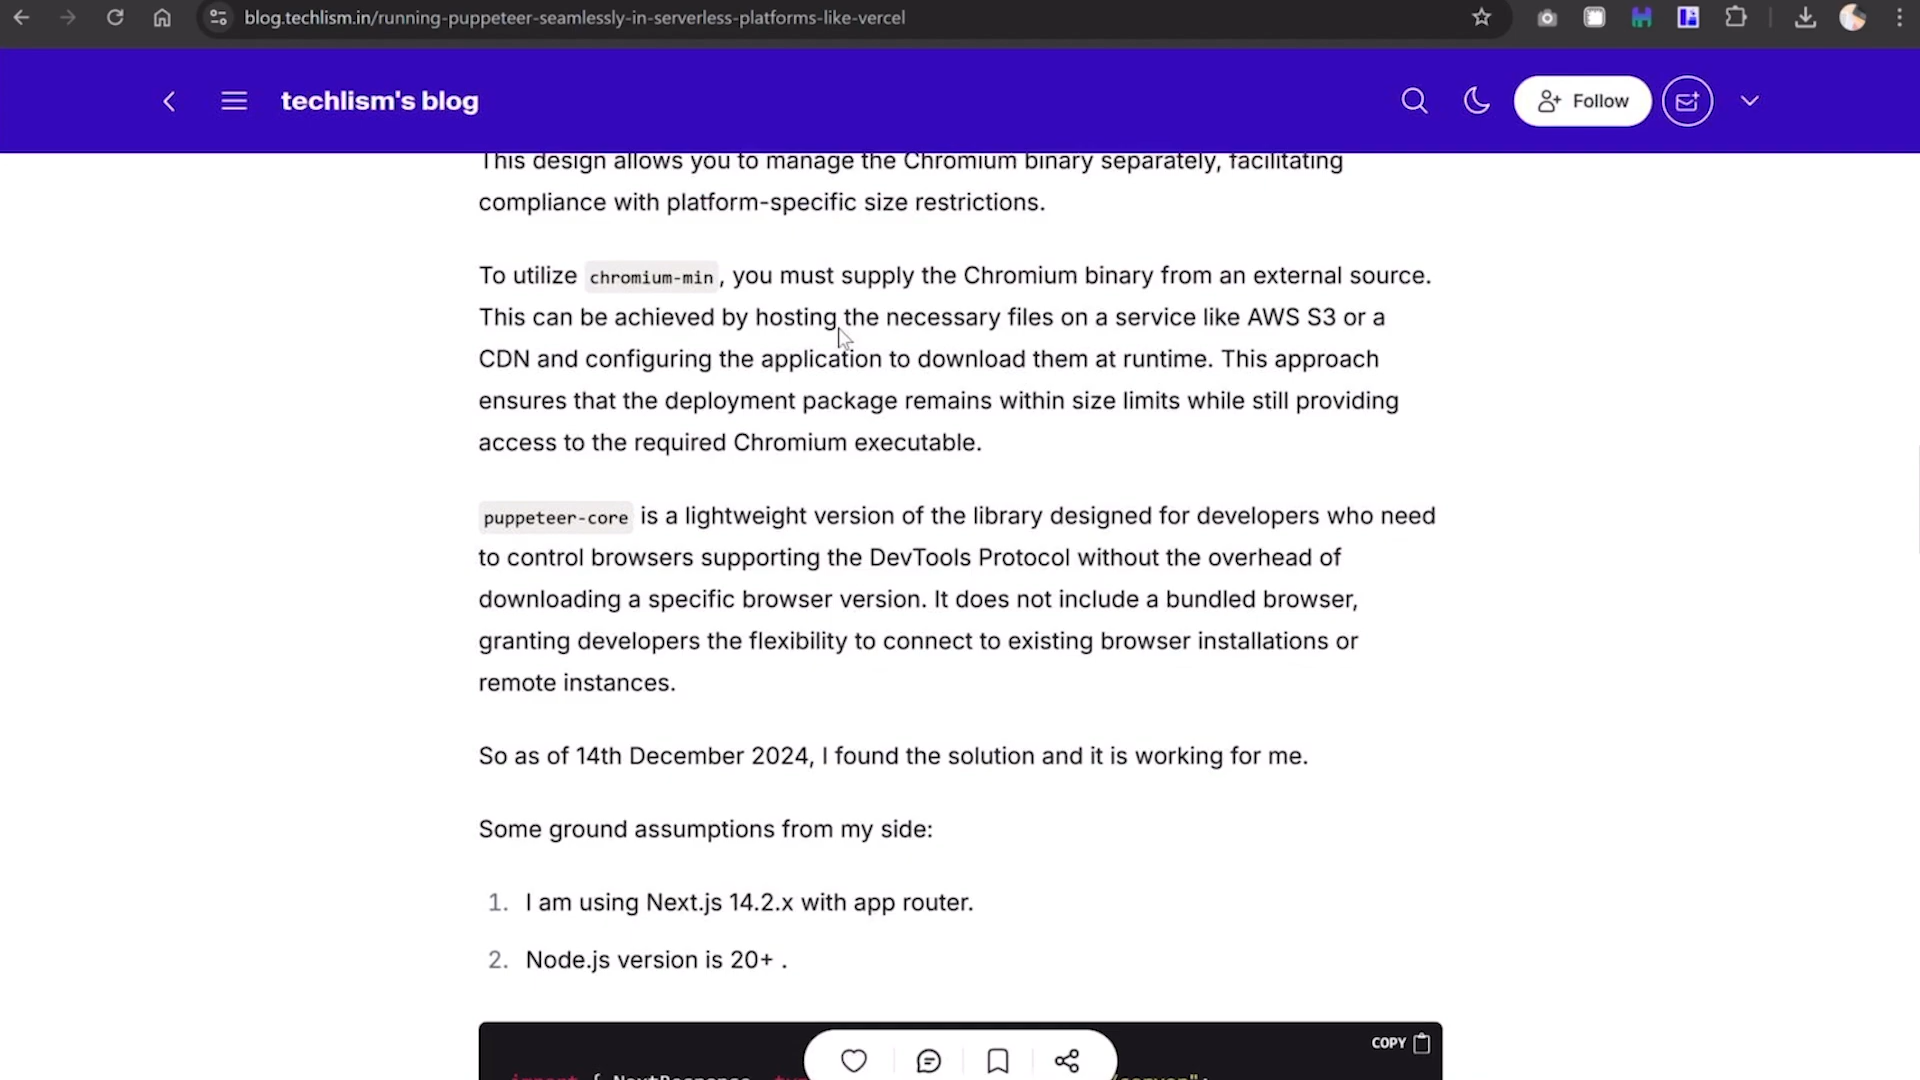 blog.techlism.in/running-puppeteer-seamlessly-in-serverless-platforms-like-vercel
techlism's blog
Follow
This design allows you to manage the Chromium binary separately, facilitating
compliance with platform-specific size restrictions.
To utilize chromium-min, you must supply the Chromium binary from an external source.
This can be achieved by hosting the necessary files on a service like AWS S3 or a
CDN and configuring the application to download them at runtime. This approach
ensures that the deployment package remains within size limits while still providing
access to the required Chromium executable.
puppeteer-core is a lightweight version of the library designed for developers who need
to control browsers supporting the DevTools Protocol without the overhead of
downloading a specific browser version. It does not include a bundled browser,
granting developers the flexibility to connect to existing browser installations or
remote instances.
So as of 14th December 2024, I found the solution and it is working for me.
Some ground assumptions from my side:
1. I am using Next.js 14.2.x with app router.
2. Node.js version is 20+ .
COPY
import { NextResponse,